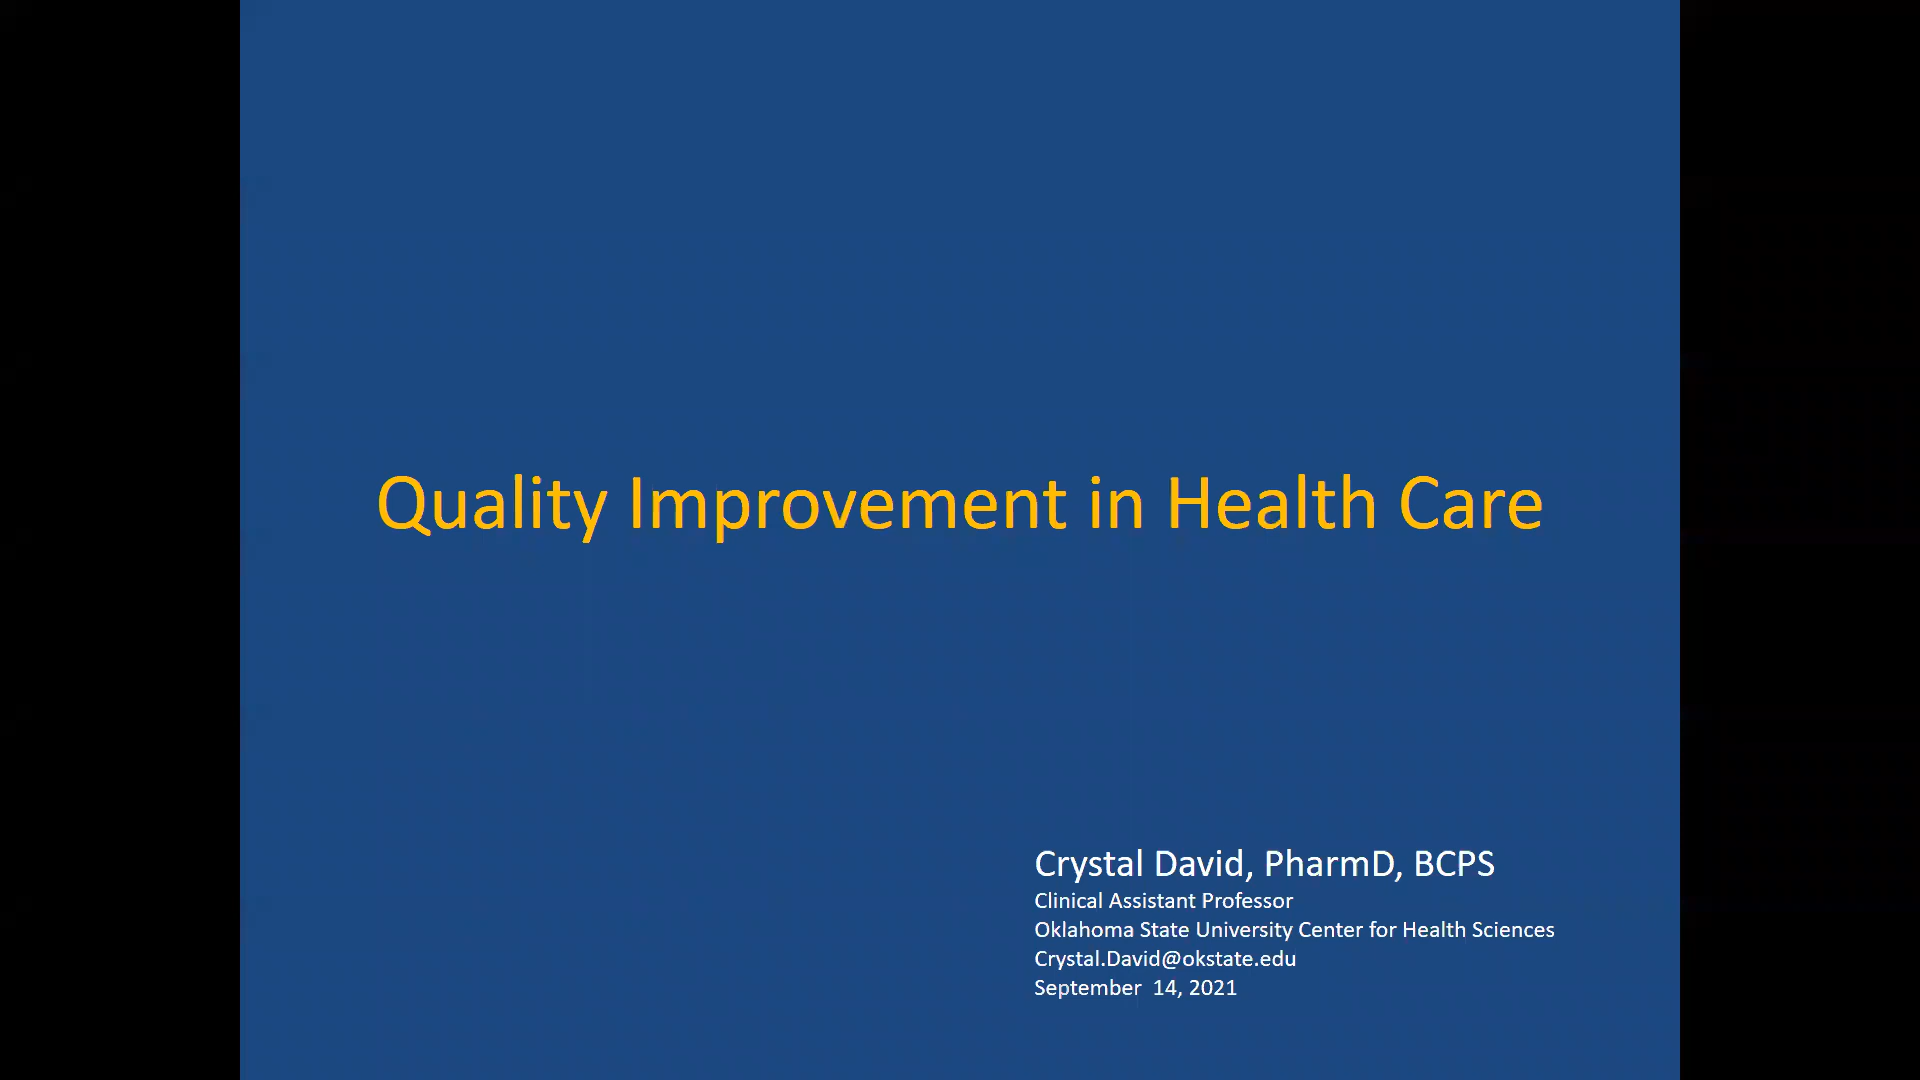 Quality Improvement in Health Care
Crystal David, PharmD, BCPS
Clinical Assistant Professor
Oklahoma State University Center for Health Sciences
Crystal.David@okstate.edu
September  14, 2021